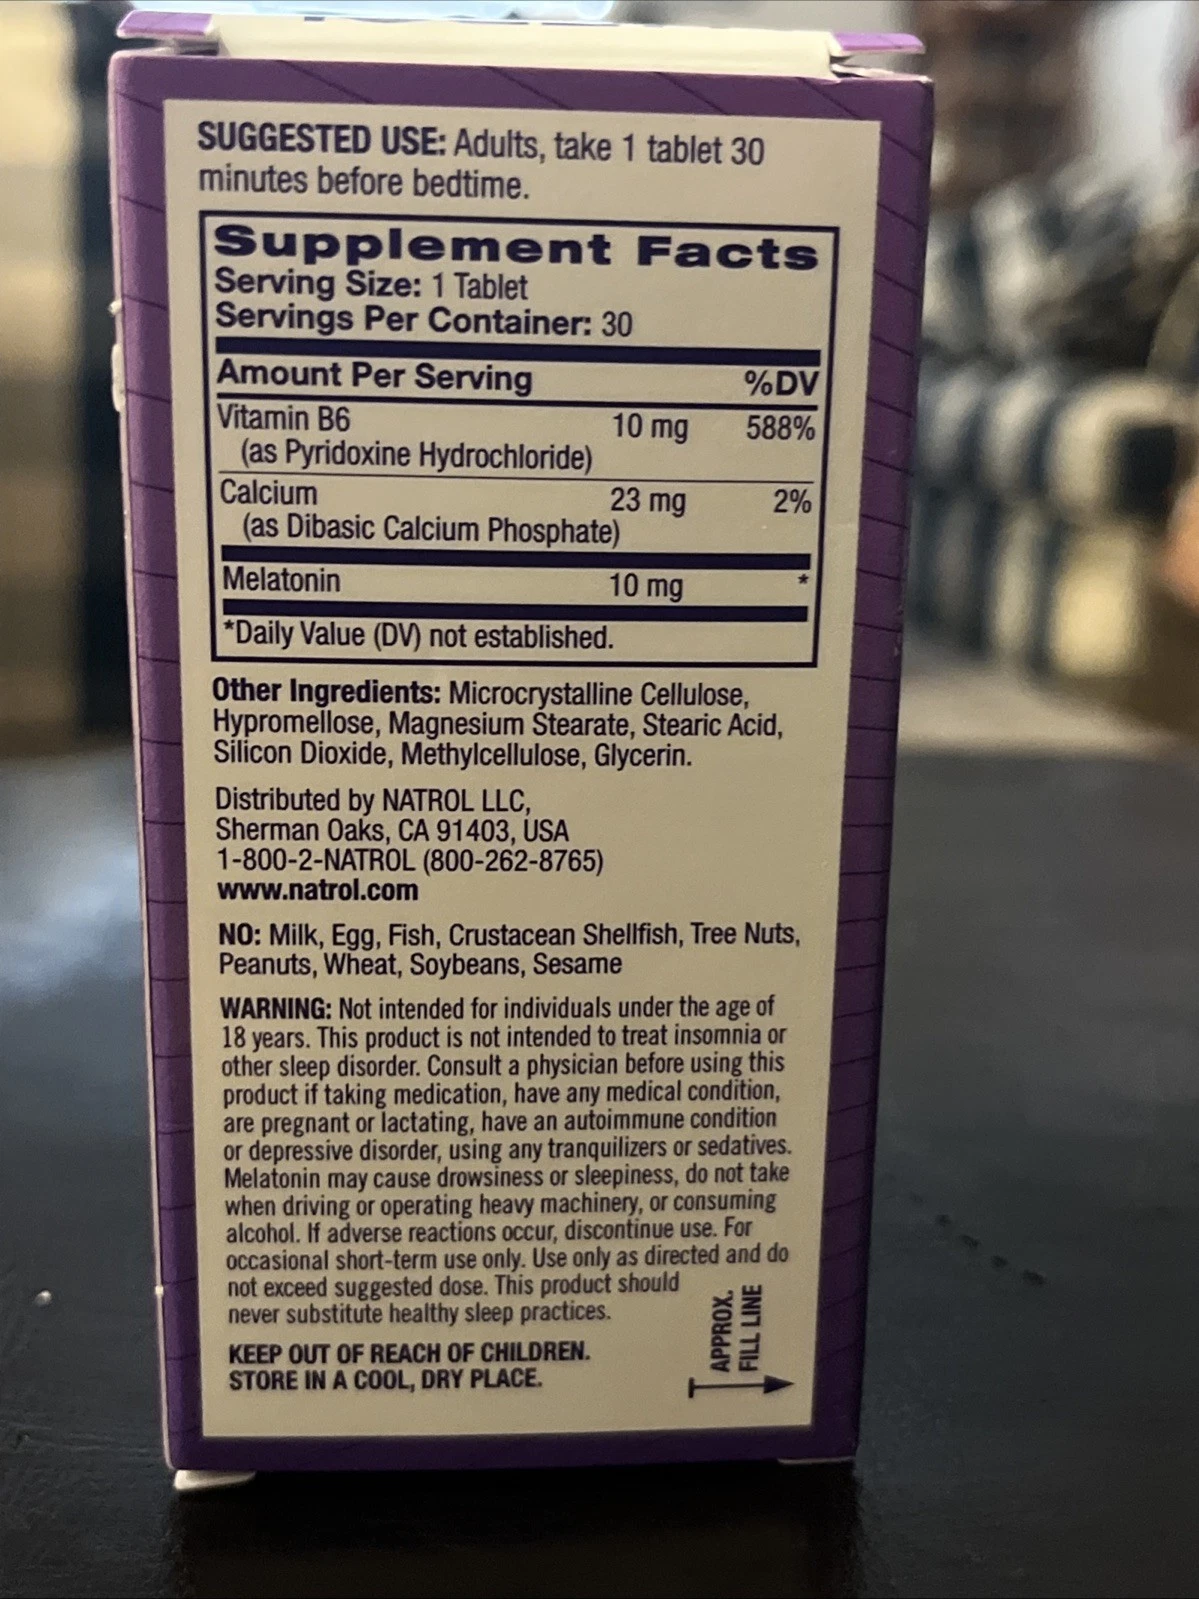 SUGGESTED USE: Adults, take 1 tablet 30
minutes before bedtime.
Supplement Facts
Serving Size: 1 Tablet
Servings Per Container: 30
Amount Per Serving %DV
Vitamin B6 10 mg 588%
(as Pyridoxine Hydrochloride)
Calcium 23 mg 2%
(as Dibasic Calcium Phosphate)
Melatonin 10 mg *
*Daily Value (DV) not established.
Other Ingredients: Microcrystalline Cellulose,
Hypromellose, Magnesium Stearate, Stearic Acid,
Silicon Dioxide, Methylcellulose, Glycerin.
Distributed by NATROL LLC,
Sherman Oaks, CA 91403, USA
1-800-2-NATROL (800-262-8765)
www.natrol.com
NO: Milk, Egg, Fish, Crustacean Shellfish, Tree Nuts,
Peanuts, Wheat, Soybeans, Sesame
WARNING: Not intended for individuals under the age of
18 years. This product is not intended to treat insomnia or
other sleep disorder. Consult a physician before using this
product if taking medication, have any medical condition,
are pregnant or lactating, have an autoimmune condition
or depressive disorder, using any tranquilizers or sedatives.
Melatonin may cause drowsiness or sleepiness, do not take
when driving or operating heavy machinery, or consuming
alcohol. If adverse reactions occur, discontinue use. For
occasional short-term use only. Use only as directed and do
not exceed suggested dose. This product should
never substitute healthy sleep practices.
KEEP OUT OF REACH OF CHILDREN.
STORE IN A COOL, DRY PLACE.
APPROX.
FILL LINE